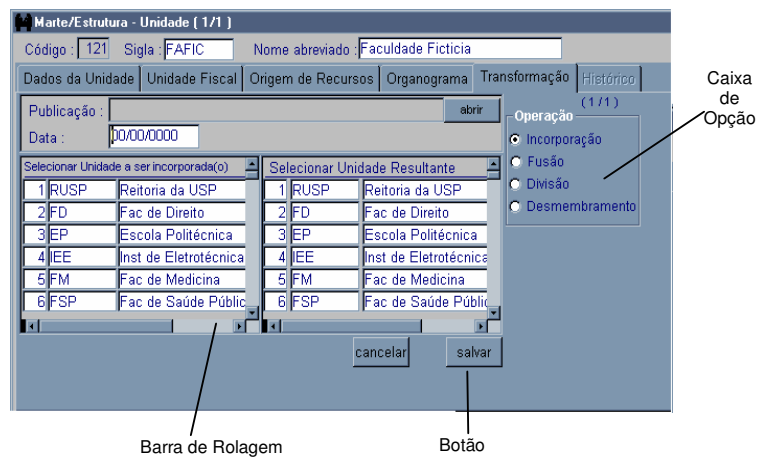 Marte/Estrutura - Unidade ( 1/1 )
Código : 121 Sigla : FAFIC Nome abreviado : Faculdade Ficticia
Dados da Unidade Unidade Fiscal Origem de Recursos Organograma Transformação Histórico
(1/1)
Publicação : abrir
Data : 00/00/0000
Operação
Incorporação
Fusão
Divisão
Desmembramento
Caixa
de
Opção
Selecionar Unidade a ser incorporada(o) Selecionar Unidade Resultante
1 RUSP Reitoria da USP 1 RUSP Reitoria da USP
2 FD Fac de Direito 2 FD Fac de Direito
3 EP Escola Politécnica 3 EP Escola Politécnica
4 IEE Inst de Eletrotécnica 4 IEE Inst de Eletrotécnica
5 FM Fac de Medicina 5 FM Fac de Medicina
6 FSP Fac de Saúde Públic 6 FSP Fac de Saúde Públic
cancelar salvar
Barra de Rolagem Botão